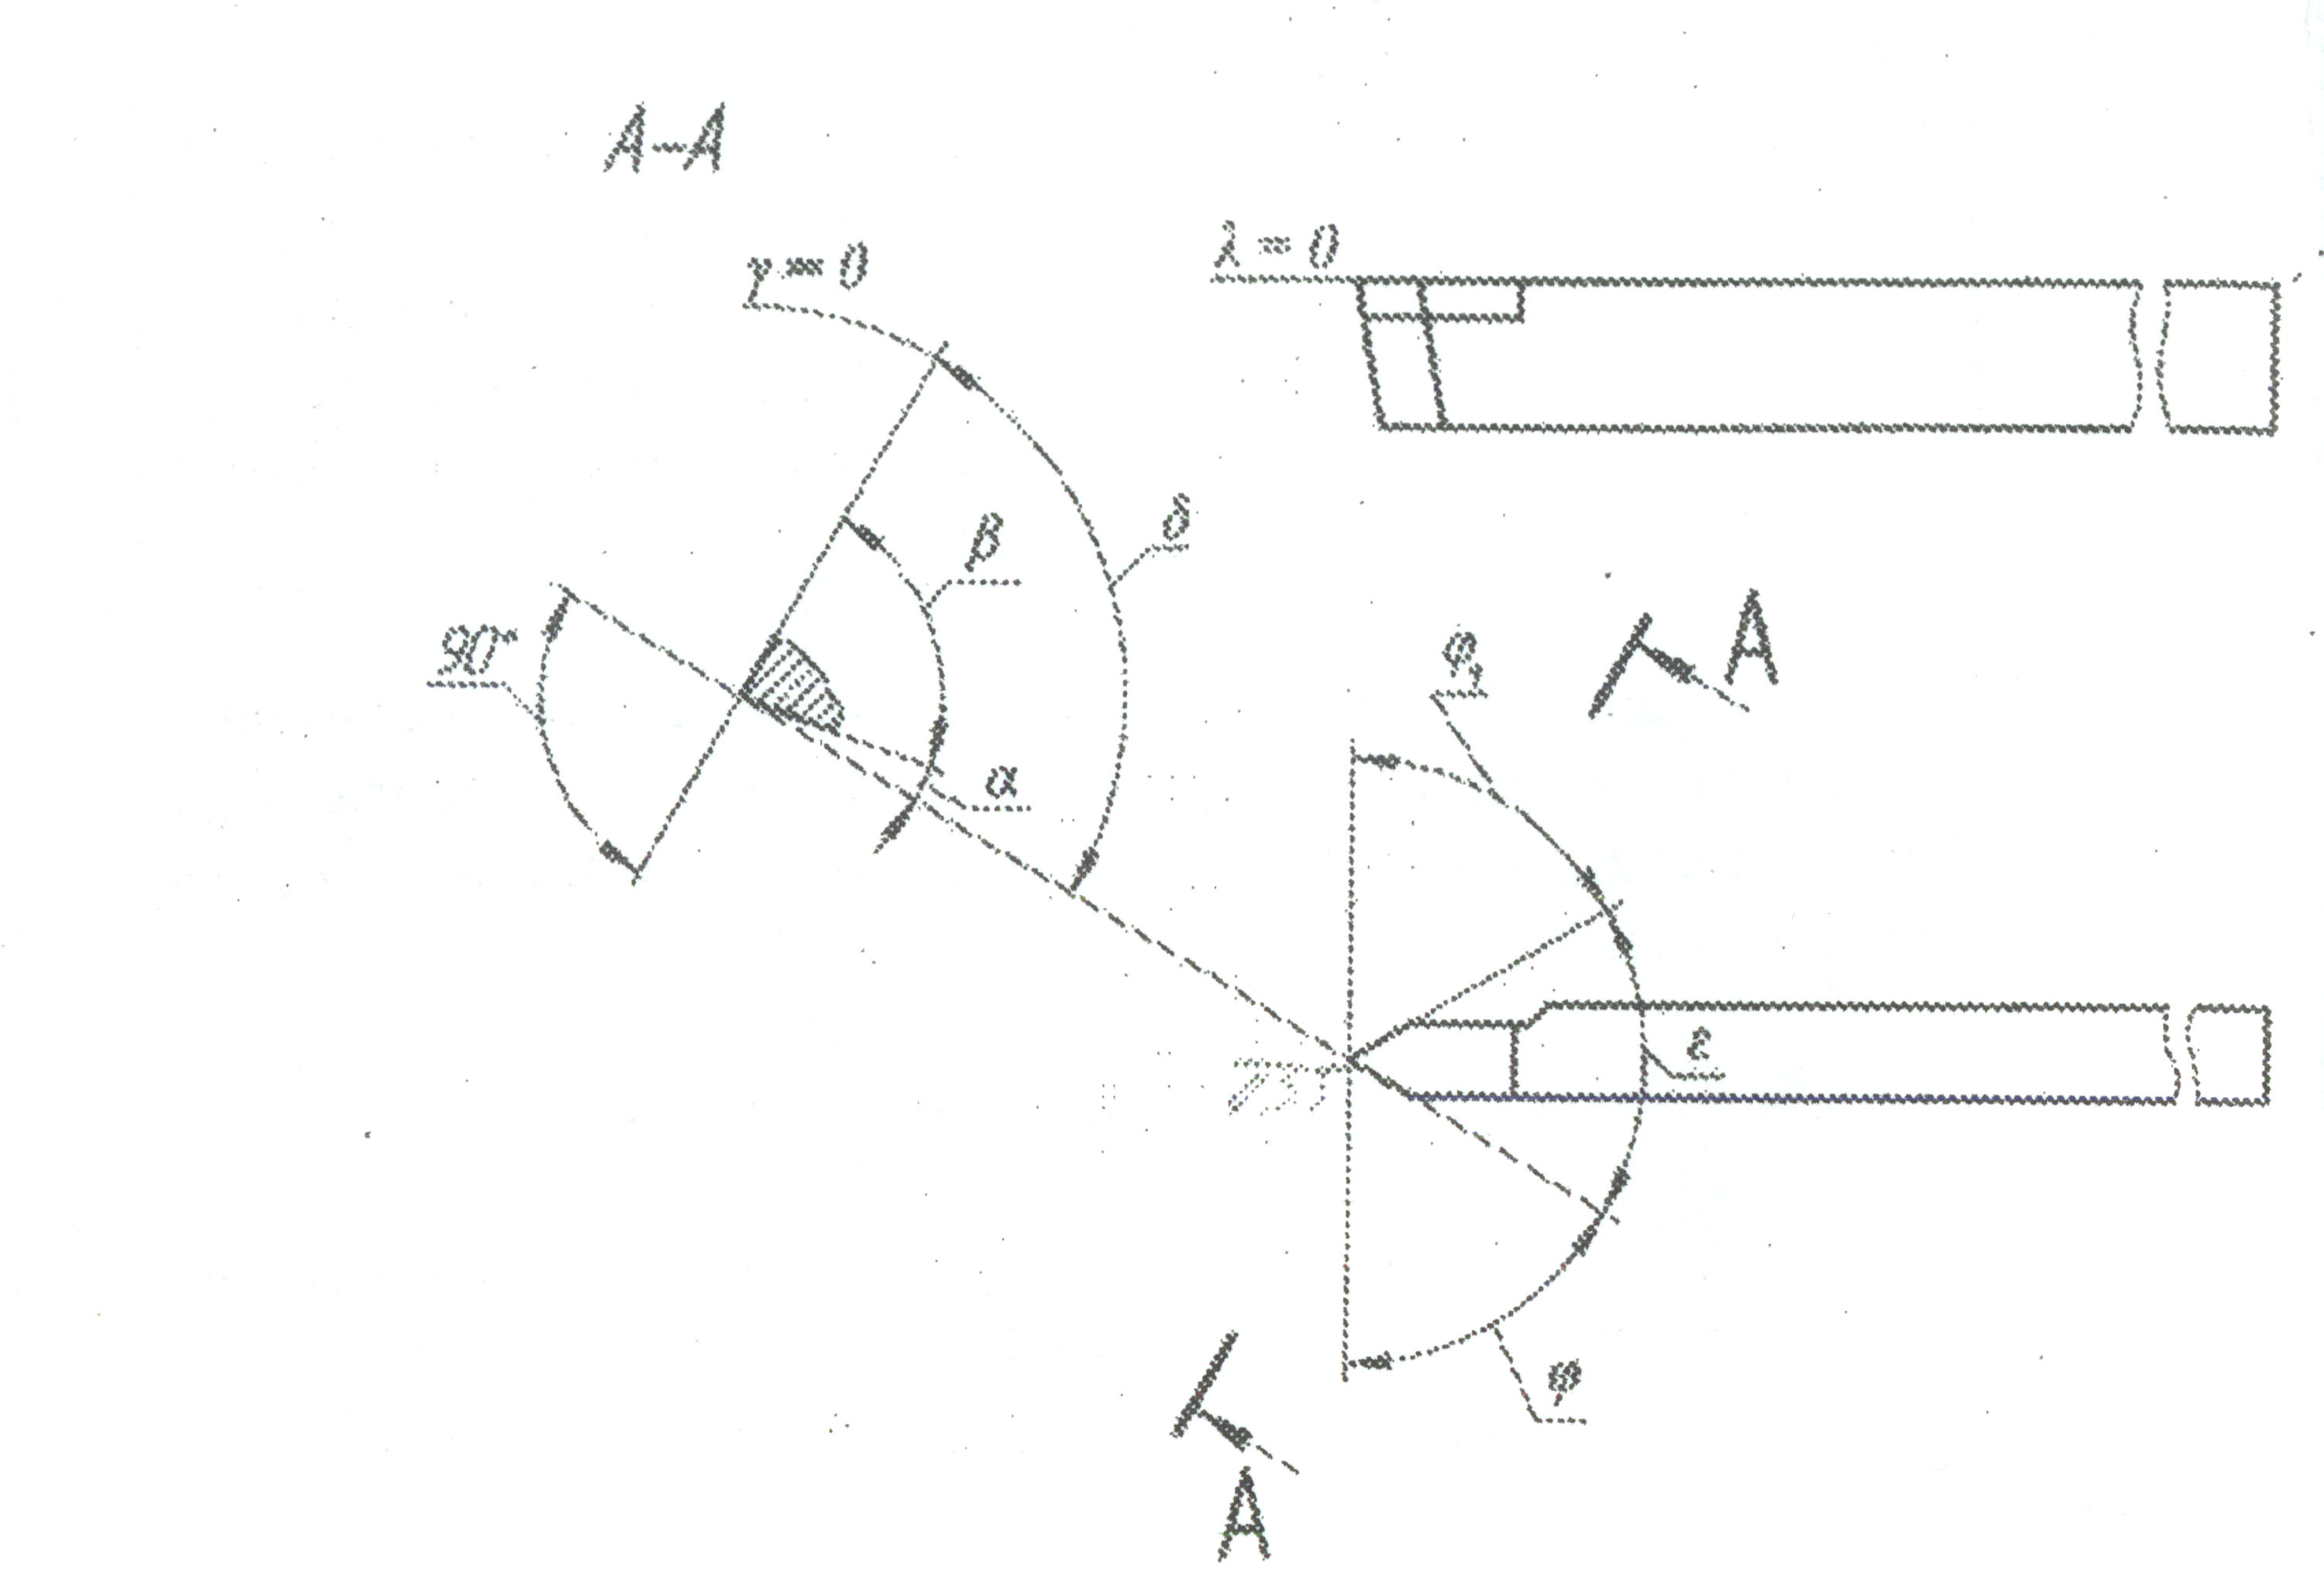 А–А
γ = 0
λ = 0
δ
β
90°
α
А
φ₁
ε
φ
А